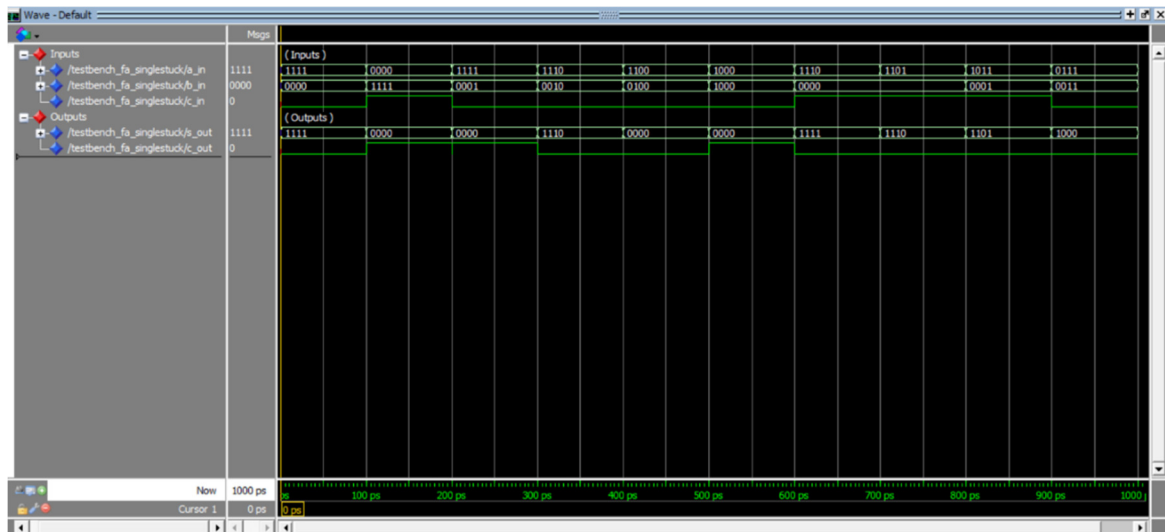 Wave - Default
Msgs
Inputs (Inputs)
/testbench_fa_singlestuck/a_in 1111 1111 0000 1111 1110 1100 1000 1110 1101 1011 0111
/testbench_fa_singlestuck/b_in 0000 0000 1111 0001 0010 0100 1000 0000 0001 0011
/testbench_fa_singlestuck/c_in 0
Outputs (Outputs)
/testbench_fa_singlestuck/s_out 1111 1111 0000 0000 1110 0000 0000 1111 1110 1101 1000
/testbench_fa_singlestuck/c_out 0
Now 1000 ps ps 100 ps 200 ps 300 ps 400 ps 500 ps 600 ps 700 ps 800 ps 900 ps 1000
Cursor 1 0 ps 0 ps